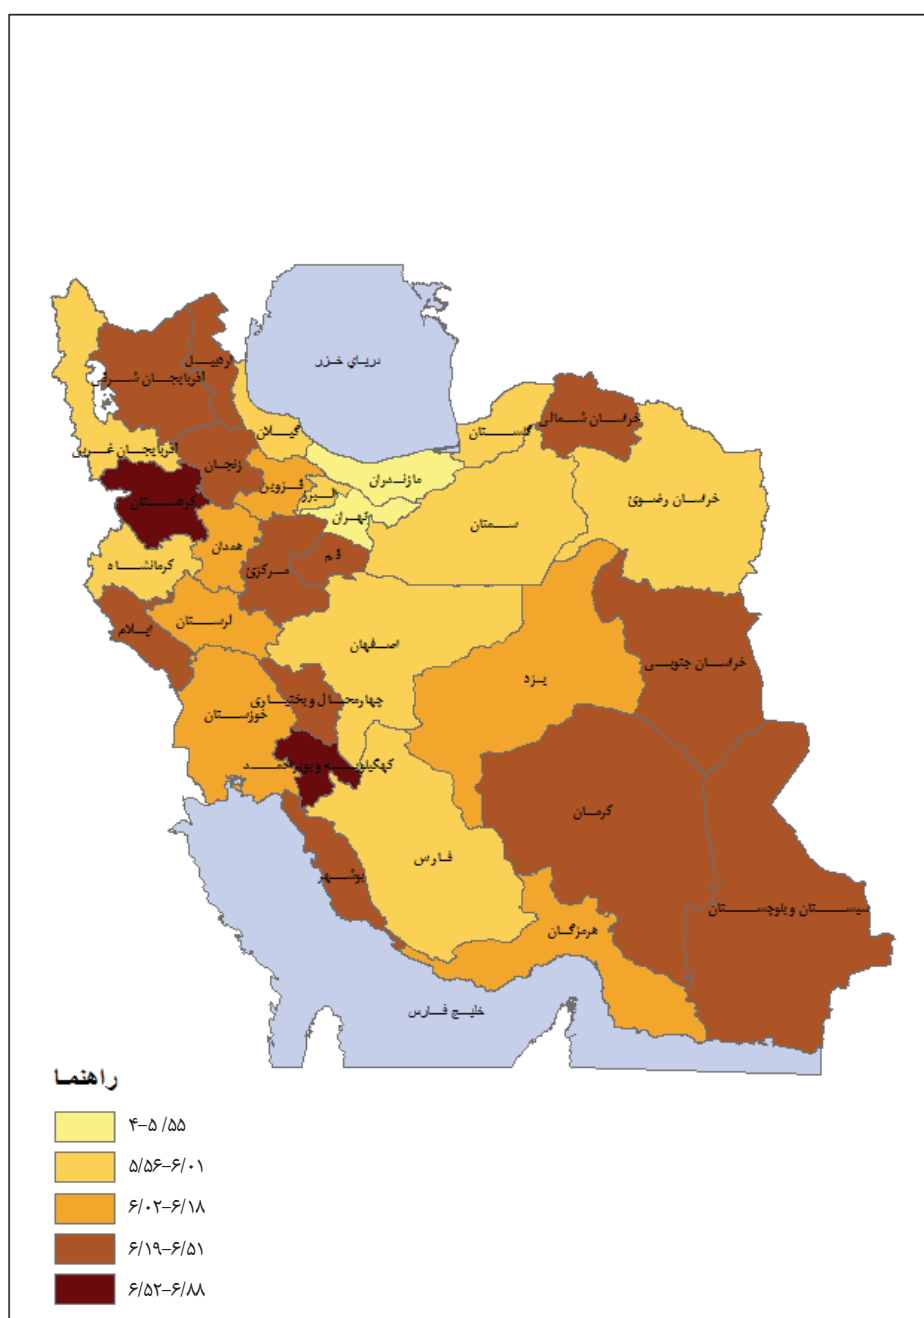 دریای خزر
اردبیل
آذربایجان شرقی
گیلان
گلستان
خراسان شمالی
آذربایجان غربی
زنجان
مازندران
قزوین
البرز
خراسان رضوئ
کردستان
تهران
سمنان
همدان
قم
کرمانشاه
مرکزئ
ایلام
لرستان
اصفهان
یزد
خراسان جنوبی
چهارمحال و بختیاری
خوزستان
کهگیلویه و بویراحمد
کرمان
فارس
بوشهر
سیستان و بلوچستان
هرمزگان
خلیج فارس
راهنما
۴-۵/۵۵
۵/۵۶-۶/۰۱
۶/۰۲-۶/۱۸
۶/۱۹-۶/۵۱
۶/۵۲-۶/۸۸